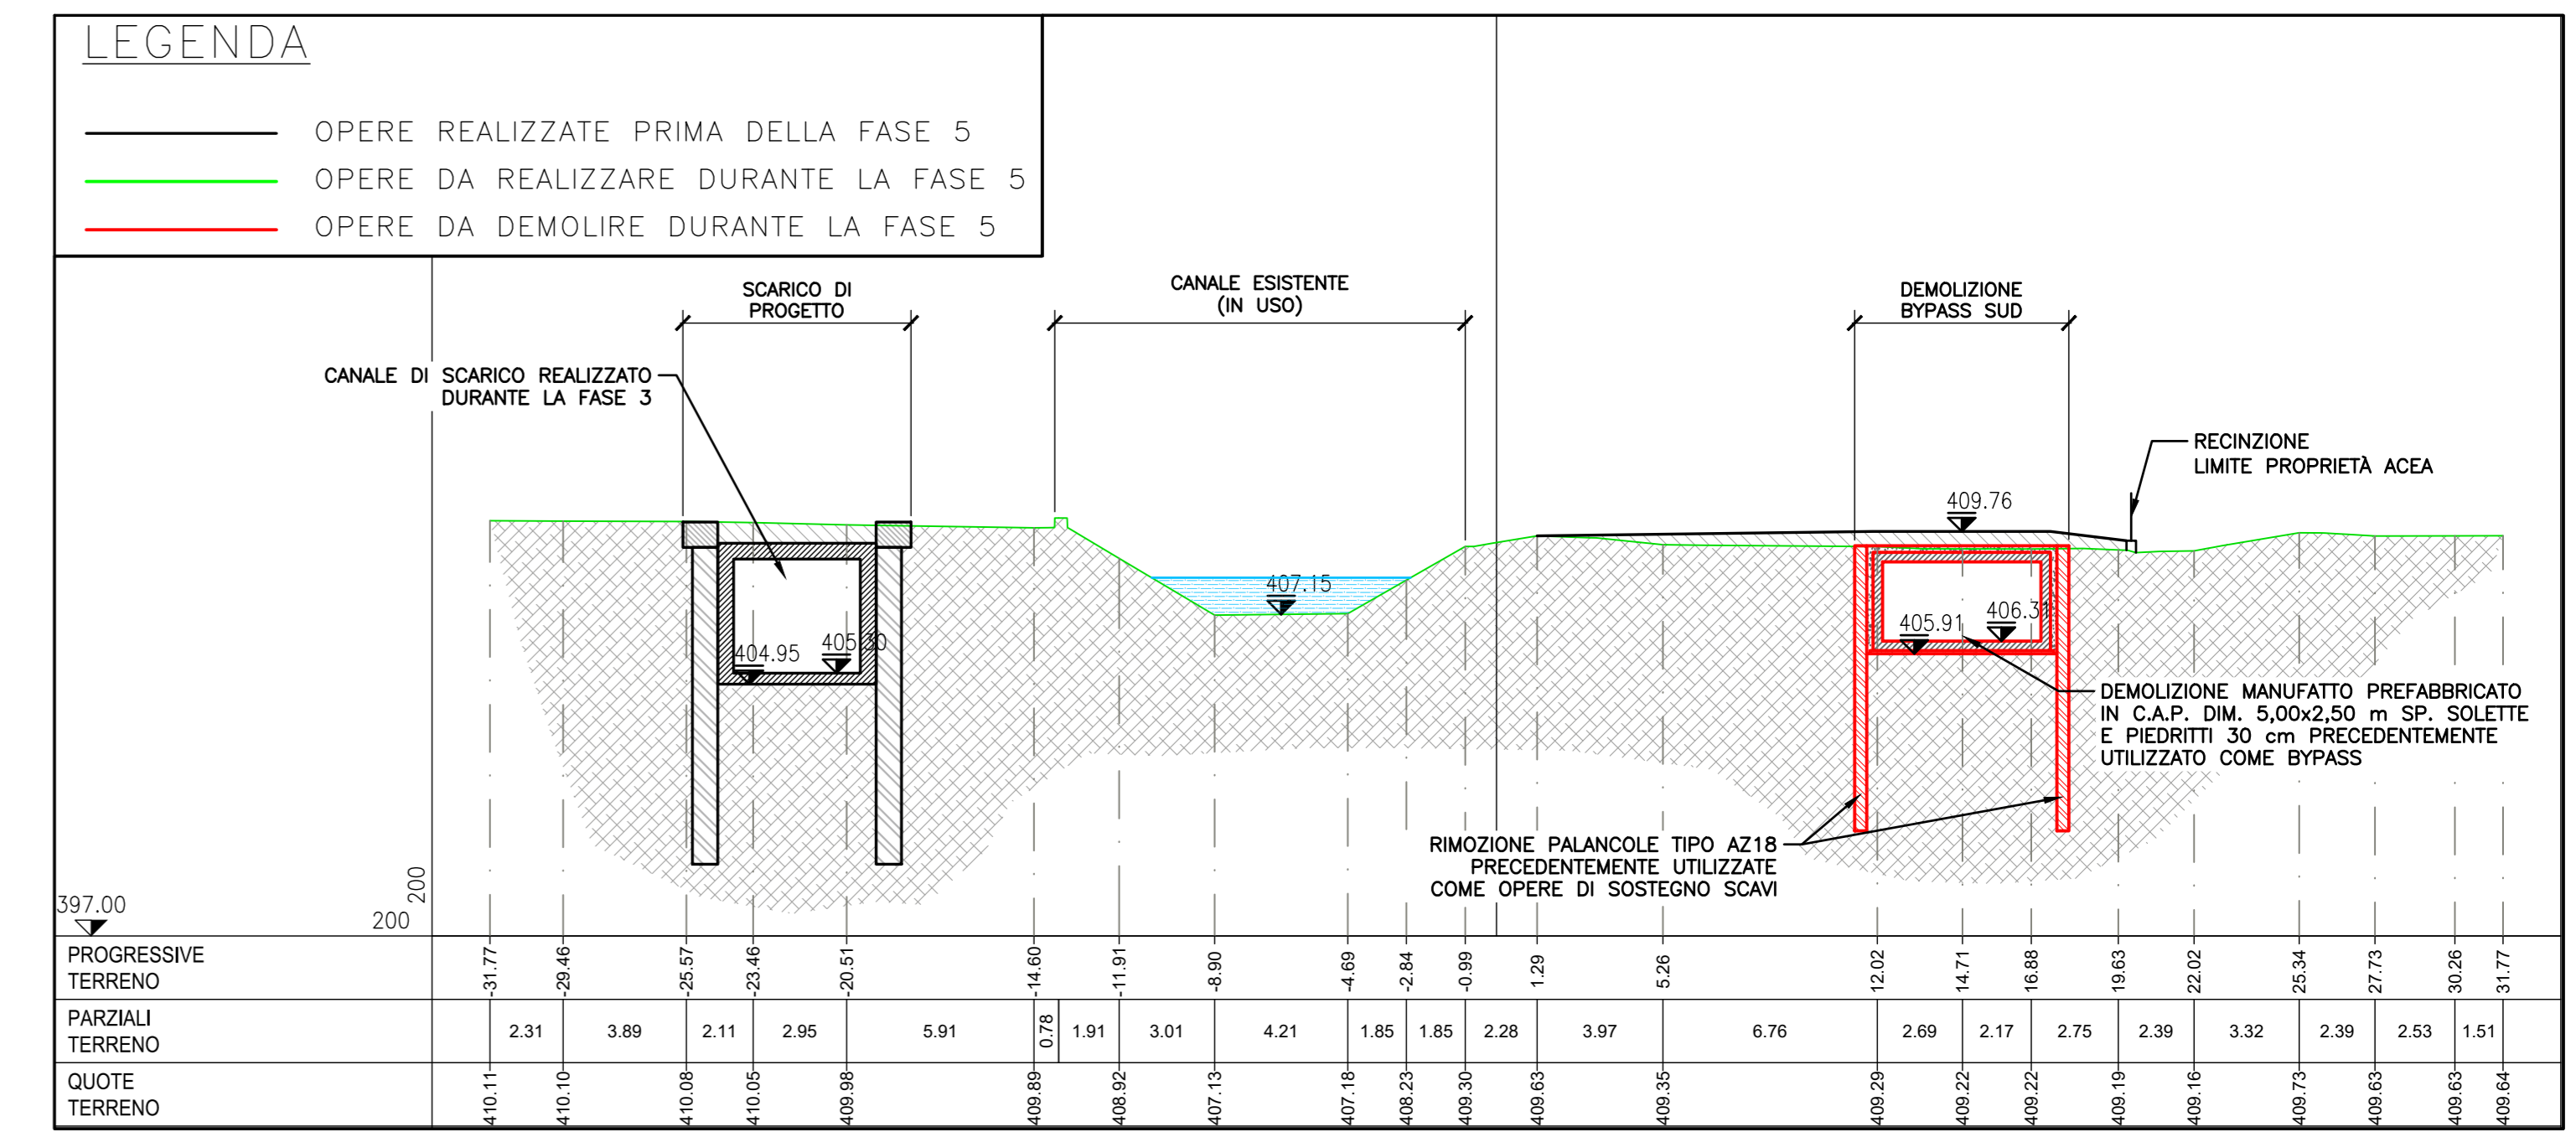 LEGENDA
OPERE REALIZZATE PRIMA DELLA FASE 5
OPERE DA REALIZZARE DURANTE LA FASE 5
OPERE DA DEMOLIRE DURANTE LA FASE 5
SCARICO DI
PROGETTO
CANALE ESISTENTE
(IN USO)
DEMOLIZIONE
BYPASS SUD
CANALE DI SCARICO REALIZZATO
DURANTE LA FASE 3
RECINZIONE
LIMITE PROPRIETÀ ACEA
409.76
407.15
405.91
406.31
404.95
405.30
DEMOLIZIONE MANUFATTO PREFABBRICATO
IN C.A.P. DIM. 5,00x2,50 m SP. SOLETTE
E PIEDRITTI 30 cm PRECEDENTEMENTE
UTILIZZATO COME BYPASS
RIMOZIONE PALANCOLE TIPO AZ18
PRECEDENTEMENTE UTILIZZATE
COME OPERE DI SOSTEGNO SCAVI
397.00
200
200
PROGRESSIVE
TERRENO
-31.77 -29.46 -25.57 -23.46 -20.51 -14.60 -11.91 -8.90 -4.69 -2.84 -0.99 1.29 5.26 12.02 14.71 16.88 19.63 22.02 25.34 27.73 30.26 31.77
PARZIALI
TERRENO
2.31 3.89 2.11 2.95 5.91 0.78 1.91 3.01 4.21 1.85 1.85 2.28 3.97 6.76 2.69 2.17 2.75 2.39 3.32 2.39 2.53 1.51
QUOTE
TERRENO
410.11 410.10 410.08 410.05 409.98 409.89 408.92 407.13 407.18 408.23 409.30 409.63 409.35 409.29 409.22 409.22 409.19 409.16 409.73 409.63 409.63 409.64